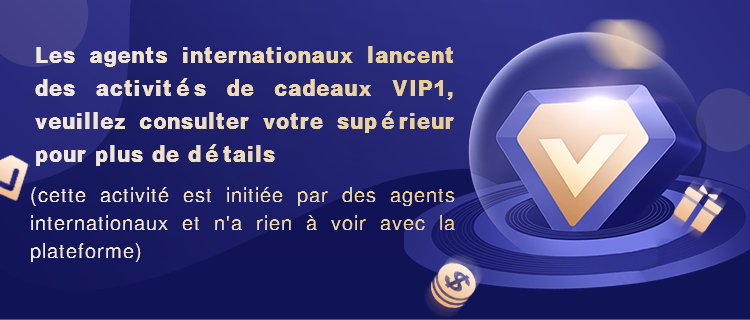 Les agents internationaux lancent
des activités de cadeaux VIP1,
veuillez consulter votre supérieur
pour plus de détails
(cette activité est initiée par des agents
internationaux et n'a rien à voir avec la
plateforme)
$